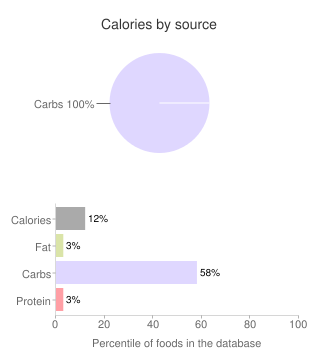 Calories by source
Carbs 100%
Calories 12%
Fat 3%
Carbs 58%
Protein 3%
0 20 40 60 80 100
Percentile of foods in the database